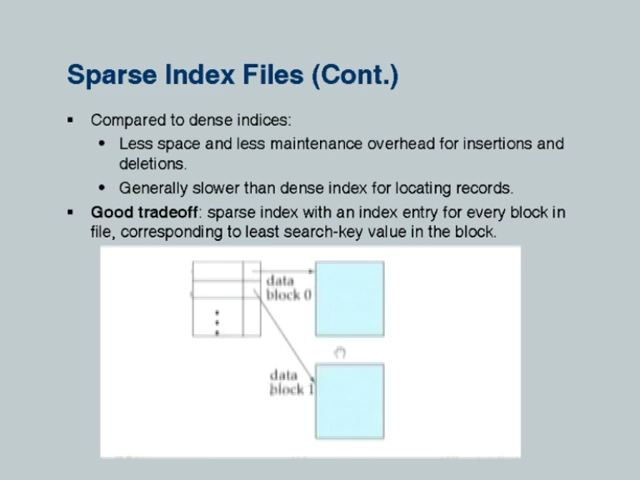 Sparse Index Files (Cont.)
▪ Compared to dense indices:
• Less space and less maintenance overhead for insertions and
deletions.
• Generally slower than dense index for locating records.
▪ Good tradeoff: sparse index with an index entry for every block in
file, corresponding to least search-key value in the block.
data
block 0
data
block 1